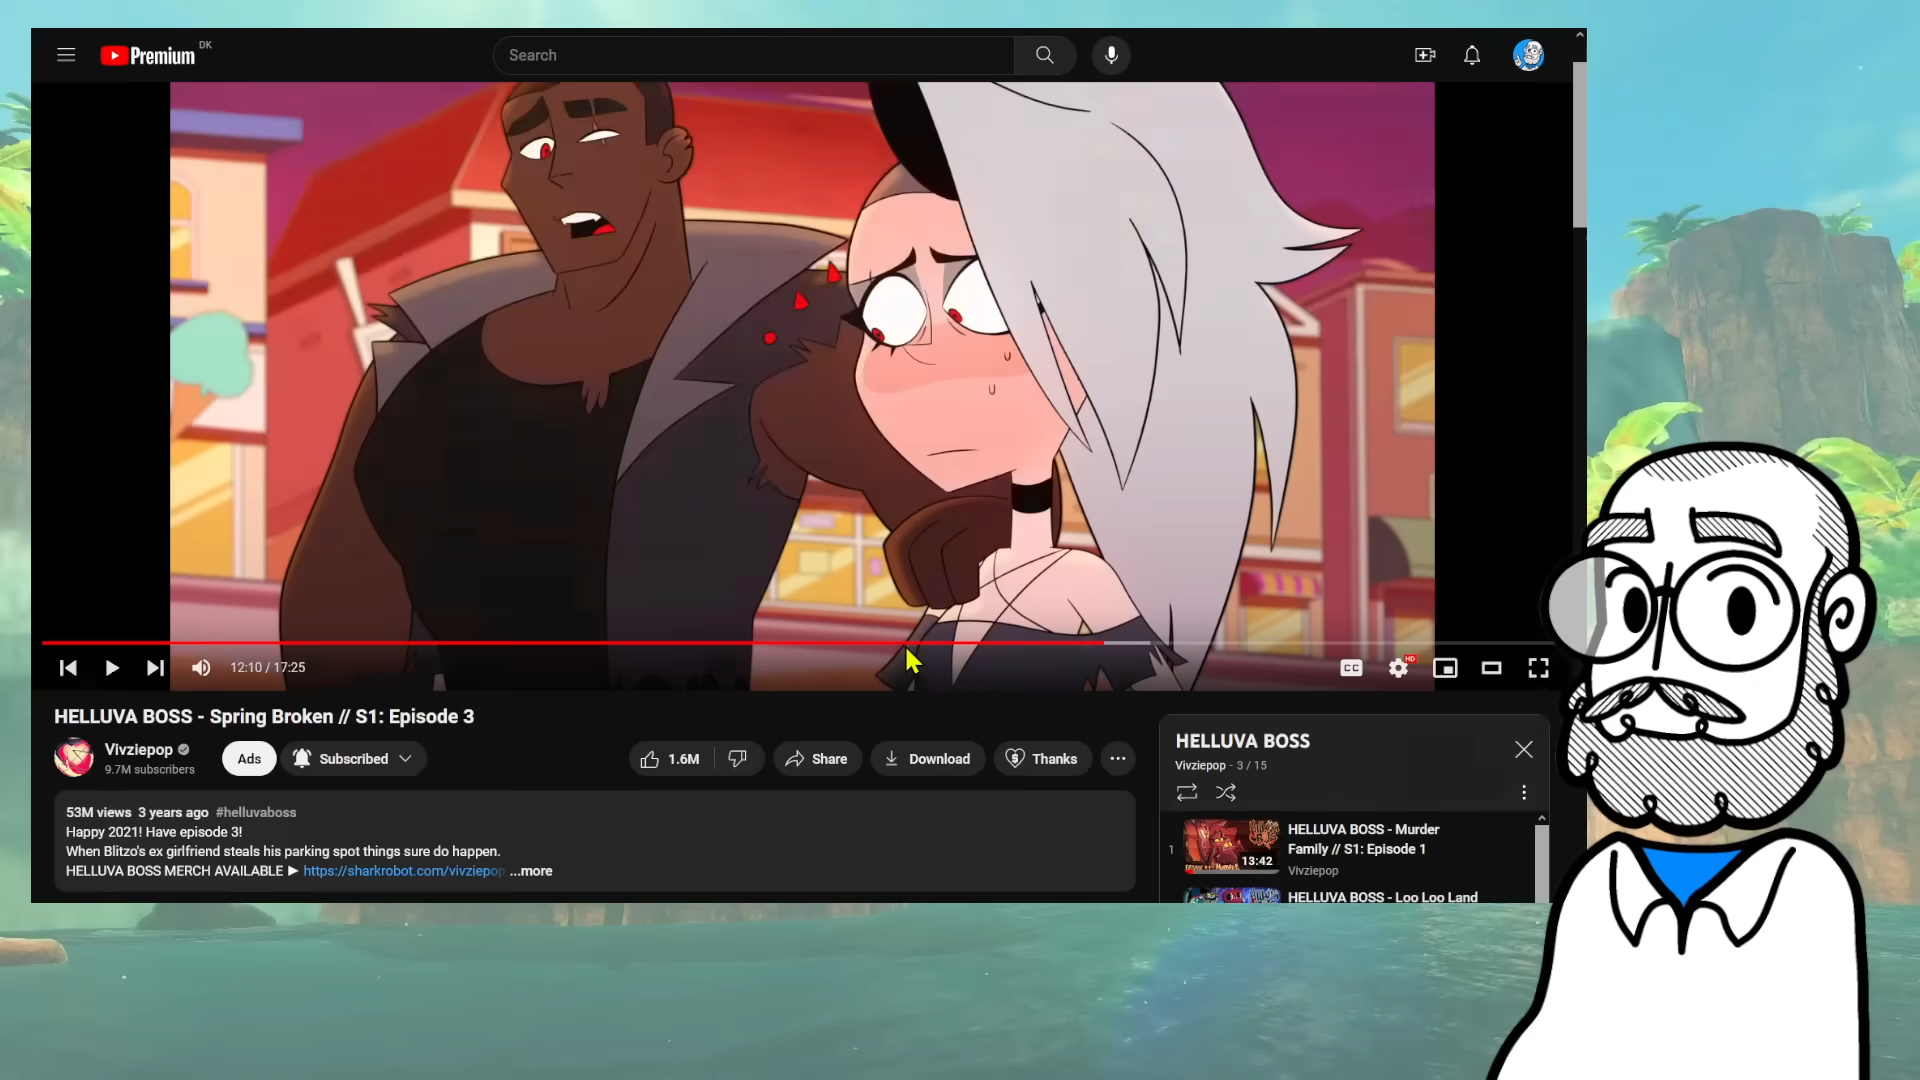 Premium DK
Search
12:10 / 17:25
CC
HD
HELLUVA BOSS - Spring Broken // S1: Episode 3
Vivziepop
9.7M subscribers
Ads
Subscribed
1.6M
Share
Download
Thanks
53M views 3 years ago #helluvaboss
Happy 2021! Have episode 3!
When Blitzo's ex girlfriend steals his parking spot things sure do happen.
HELLUVA BOSS MERCH AVAILABLE ► https://sharkrobot.com/vivziepop ...more
HELLUVA BOSS
Vivziepop - 3 / 15
1
13:42
HELLUVA BOSS - Murder
Family // S1: Episode 1
Vivziepop
HELLUVA BOSS - Loo Loo Land